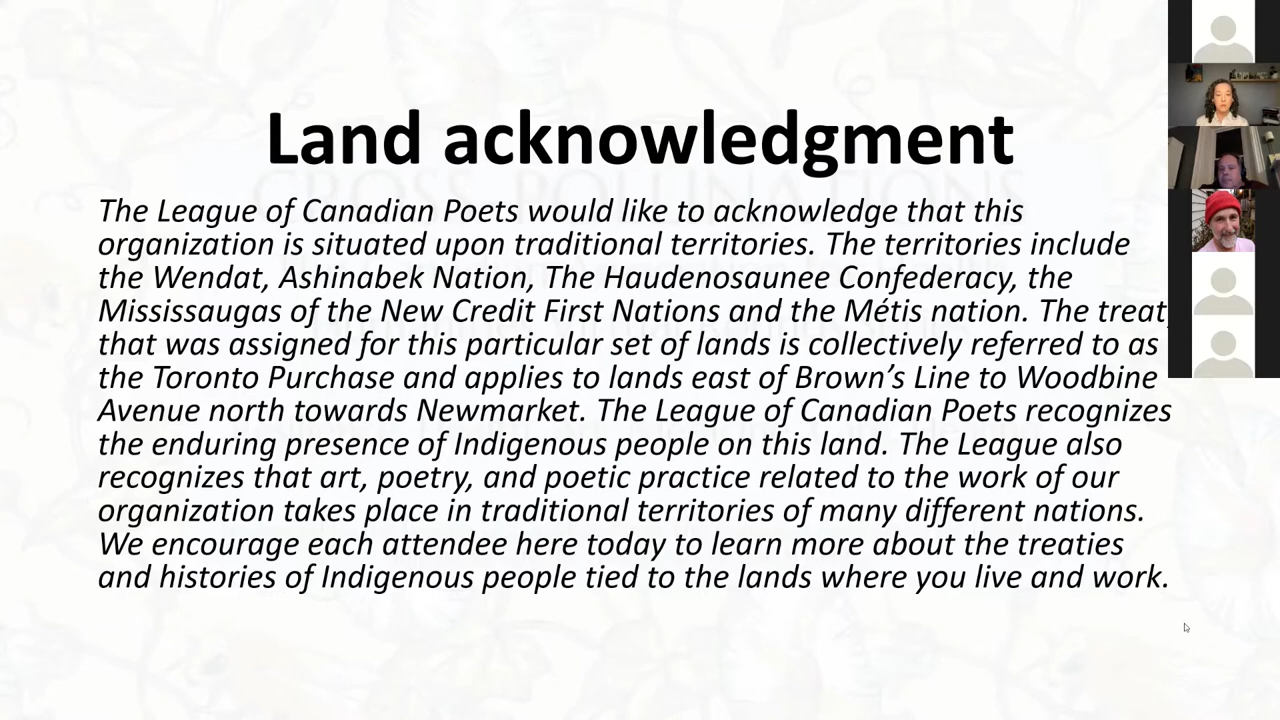 Land acknowledgment
The League of Canadian Poets would like to acknowledge that this
organization is situated upon traditional territories. The territories include
the Wendat, Ashinabek Nation, The Haudenosaunee Confederacy, the
Mississaugas of the New Credit First Nations and the Métis nation. The treaty
that was assigned for this particular set of lands is collectively referred to as
the Toronto Purchase and applies to lands east of Brown’s Line to Woodbine
Avenue north towards Newmarket. The League of Canadian Poets recognizes
the enduring presence of Indigenous people on this land. The League also
recognizes that art, poetry, and poetic practice related to the work of our
organization takes place in traditional territories of many different nations.
We encourage each attendee here today to learn more about the treaties
and histories of Indigenous people tied to the lands where you live and work.